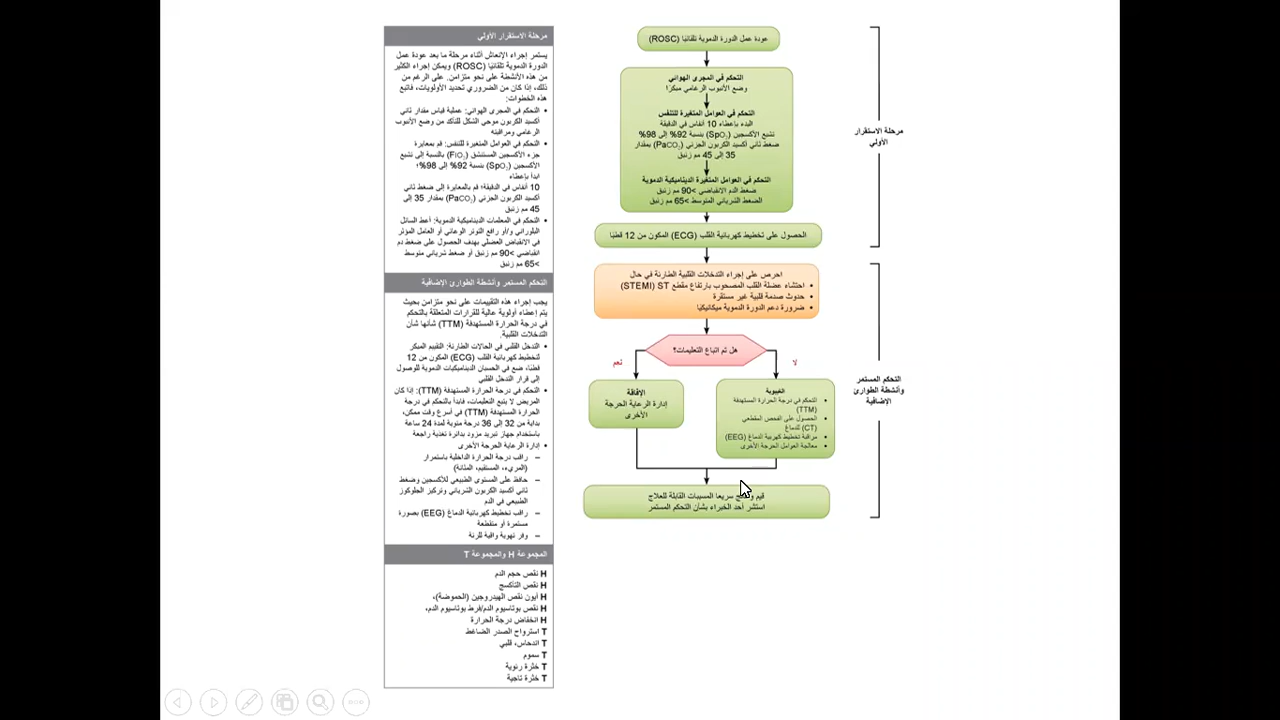 عودة عمل الدورة الدموية تلقائيًا (ROSC)
التحكم في المجرى الهوائي
وضع الأنبوب الرغامي مبكرًا
التحكم في العوامل المتغيرة للتنفس
البدء بإعطاء 10 أنفاس في الدقيقة
تشبع الأكسجين (SpO₂) بنسبة 92% إلى 98%
ضغط ثاني أكسيد الكربون الجزئي (PaCO₂) بمقدار
35 إلى 45 مم زئبق
التحكم في العوامل المتغيرة الديناميكية الدموية
ضغط الدم الانقباضي >90 مم زئبق
الضغط الشرياني المتوسط >65 مم زئبق
الحصول على تخطيط كهربائية القلب (ECG) المكون من 12 قطبًا
مرحلة الاستقرار
الأولي
احرص على إجراء التدخلات القلبية الطارئة في حال
• احتشاء عضلة القلب المصحوب بارتفاع مقطع ST (STEMI)
• حدوث صدمة قلبية غير مستقرة
• ضرورة دعم الدورة الدموية ميكانيكيًا
هل تم اتباع التعليمات؟
لا
نعم
الغيبوبة
• التحكم في درجة الحرارة المستهدفة
(TTM)
• الحصول على الفحص المقطعي
(CT) للدماغ
• مراقبة تخطيط كهربية الدماغ (EEG)
• معالجة العوامل الحرجة الأخرى
الإفاقة
إدارة الرعاية الحرجة
الأخرى
التحكم المستمر
وأنشطة الطوارئ
الإضافية
قيم سريعا المسببات القابلة للعلاج
استشر أحد الخبراء بشأن التحكم المستمر
مرحلة الاستقرار الأولي
يستمر إجراء الإنعاش أثناء مرحلة ما بعد عودة عمل
الدورة الدموية تلقائيًا (ROSC) ويمكن إجراء الكثير
من هذه الأنشطة على نحو متزامن. على الرغم من
ذلك، إذا كان من الضروري تحديد الأولويات، فاتبع
هذه الخطوات:
• التحكم في المجرى الهوائي: عملية قياس مقدار ثاني
أكسيد الكربون موجي الشكل للتأكد من وضع الأنبوب
الرغامي ومراقبته
• التحكم في العوامل المتغيرة للتنفس: قم بمعايرة
جزء الأكسجين المستنشق (FIO₂) بالنسبة إلى تشبع
الأكسجين (SpO₂) بنسبة 92% إلى 98%؛
ابدأ بإعطاء
10 أنفاس في الدقيقة؛ قم بالمعايرة إلى ضغط ثاني
أكسيد الكربون الجزئي (PaCO₂) بمقدار 35 إلى
45 مم زئبق
• التحكم في المعلمات الديناميكية الدموية: أعط السائل
البلوراني و/أو رافع التوتر الوعائي أو العامل المؤثر
في الانقباض العضلي بهدف الحصول على ضغط دم
انقباضي >90 مم زئبق أو ضغط شرياني متوسط
>65 مم زئبق
التحكم المستمر وأنشطة الطوارئ الإضافية
يجب إجراء هذه التقييمات على نحو متزامن بحيث
يتم إعطاء أولوية عالية للقرارات المتعلقة بالتحكم
في درجة الحرارة المستهدفة (TTM) شأنها شأن
التدخلات القلبية.
• التدخل القلبي في الحالات الطارئة: التقييم المبكر
لتخطيط كهربائية القلب (ECG) المكون من 12
قطبًا، ضع في الحسبان الديناميكيات الدموية للوصول
إلى قرار التدخل القلبي
• التحكم في درجة الحرارة المستهدفة (TTM): إذا كان
المريض لا يتبع التعليمات، فابدأ بالتحكم في درجة
الحرارة المستهدفة (TTM) في أسرع وقت ممكن،
بداية من 32 إلى 36 درجة مئوية لمدة 24 ساعة
باستخدام جهاز تبريد مزود بدائرة تغذية راجعة
• إدارة الرعاية الحرجة الأخرى
– راقب درجة الحرارة الداخلية باستمرار
(المريء، المستقيم، المثانة)
– حافظ على المستوى الطبيعي للأكسجين وضغط
ثاني أكسيد الكربون الشرياني وتركيز الجلوكوز
الطبيعي في الدم
– راقب تخطيط كهربائية الدماغ (EEG) بصورة
مستمرة أو متقطعة
– وفر تهوية واقية للرئة
المجموعة H والمجموعة T
H نقص حجم الدم
H نقص التأكسج
H أيون نقص الهيدروجين (الحموضة)،
H نقص بوتاسيوم الدم/فرط بوتاسيوم الدم،
H انخفاض درجة الحرارة
T استرواح الصدر الضاغط
T اندحاس، قلبي
T سموم
T خثرة رئوية
T خثرة تاجية